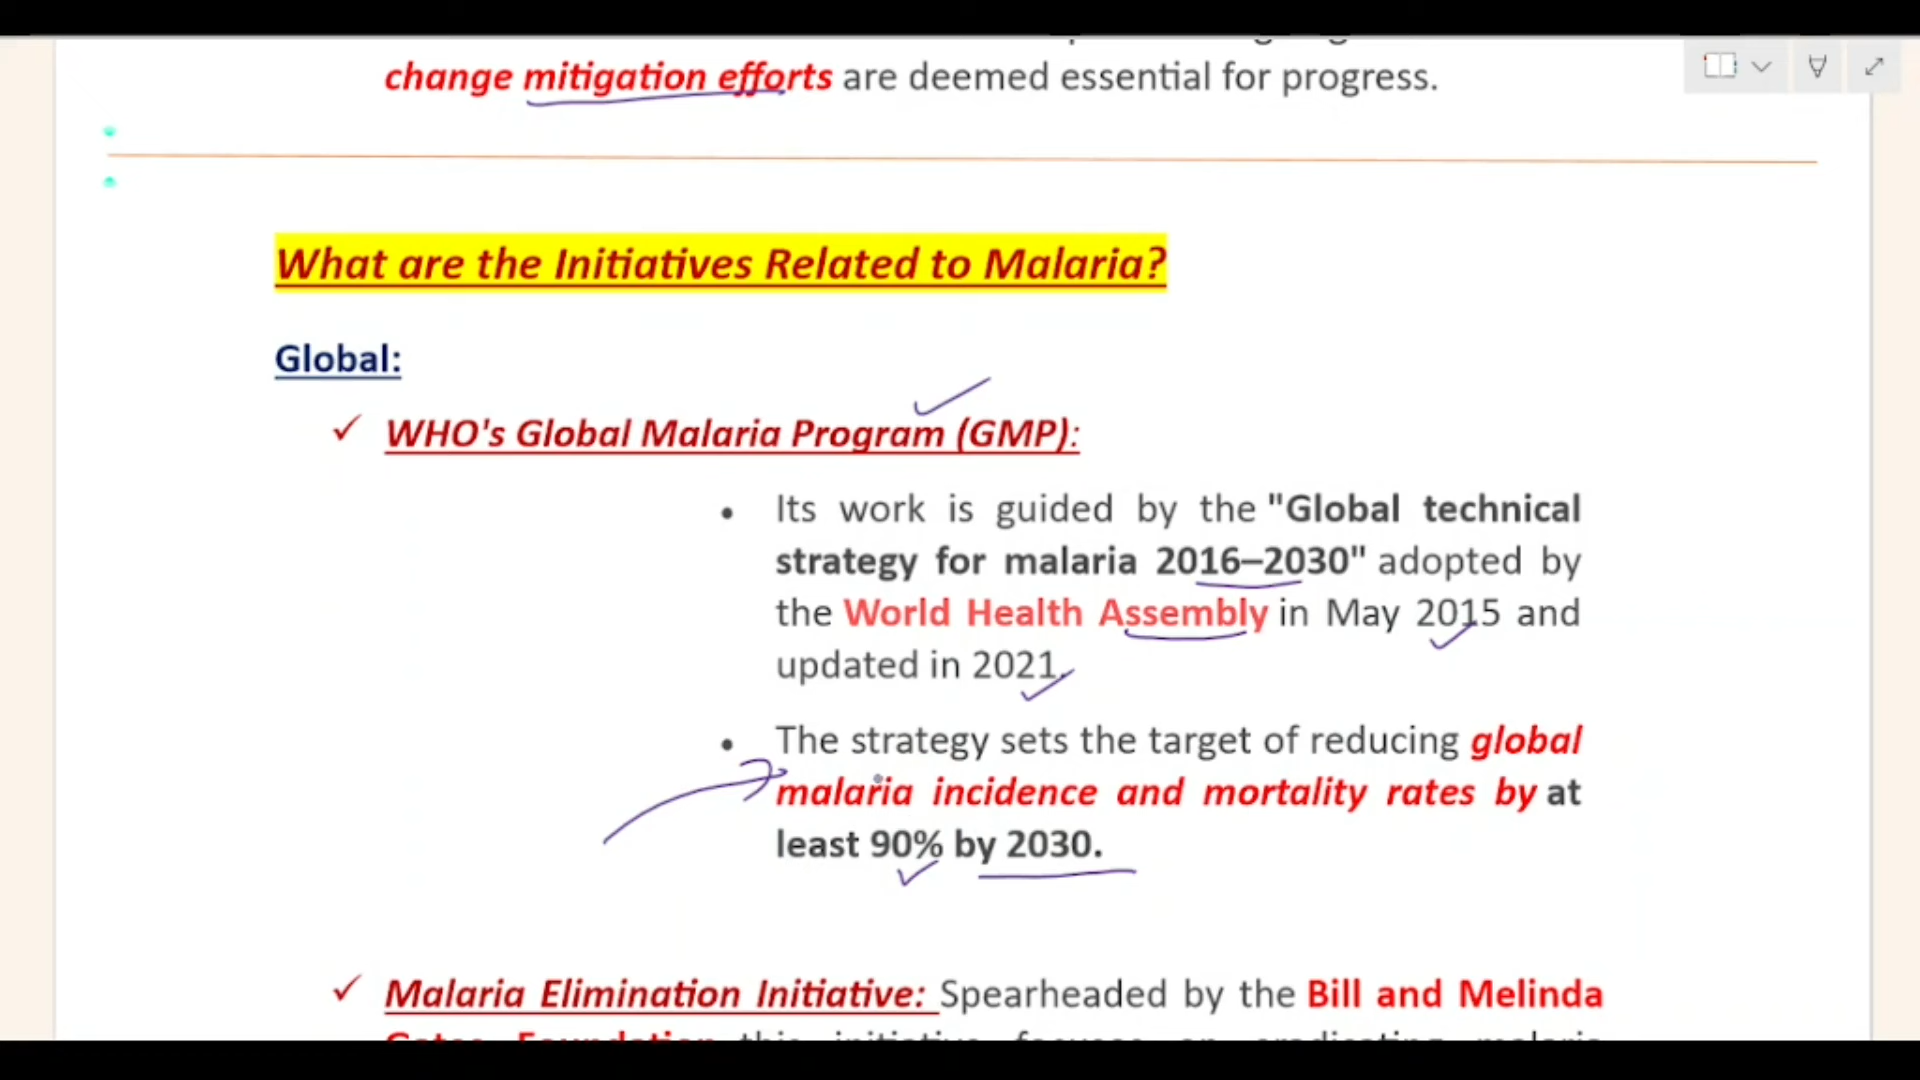 change mitigation efforts are deemed essential for progress.
What are the Initiatives Related to Malaria?
Global:
✓ WHO's Global Malaria Program (GMP):
• Its work is guided by the "Global technical
strategy for malaria 2016–2030" adopted by
the World Health Assembly in May 2015 and
updated in 2021.
• The strategy sets the target of reducing global
malaria incidence and mortality rates by at
least 90% by 2030.
✓ Malaria Elimination Initiative: Spearheaded by the Bill and Melinda